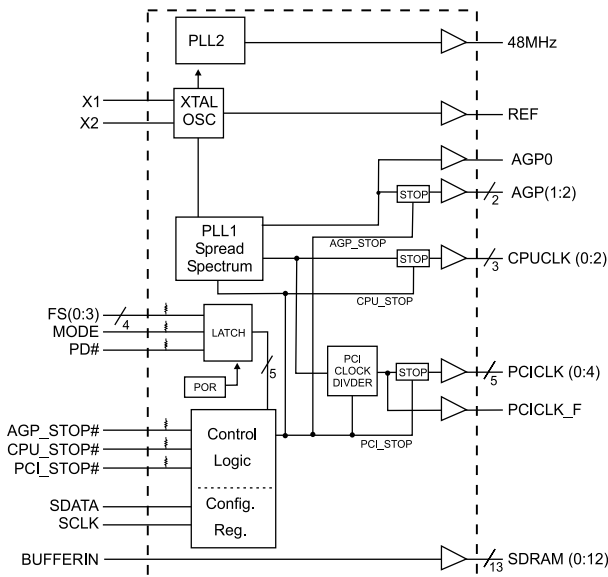 PLL2
48MHz
X1
X2
XTAL
OSC
REF
AGP0
STOP
AGP(1:2)
2
PLL1
Spread
Spectrum
AGP_STOP
STOP
CPUCLK (0:2)
3
CPU_STOP
FS(0:3)
4
MODE
PD#
LATCH
5
POR
PCI
CLOCK
DIVDER
STOP
PCICLK (0:4)
5
PCICLK_F
AGP_STOP#
CPU_STOP#
PCI_STOP#
Control
Logic
PCI_STOP
SDATA
SCLK
Config.
Reg.
BUFFERIN
SDRAM (0:12)
13